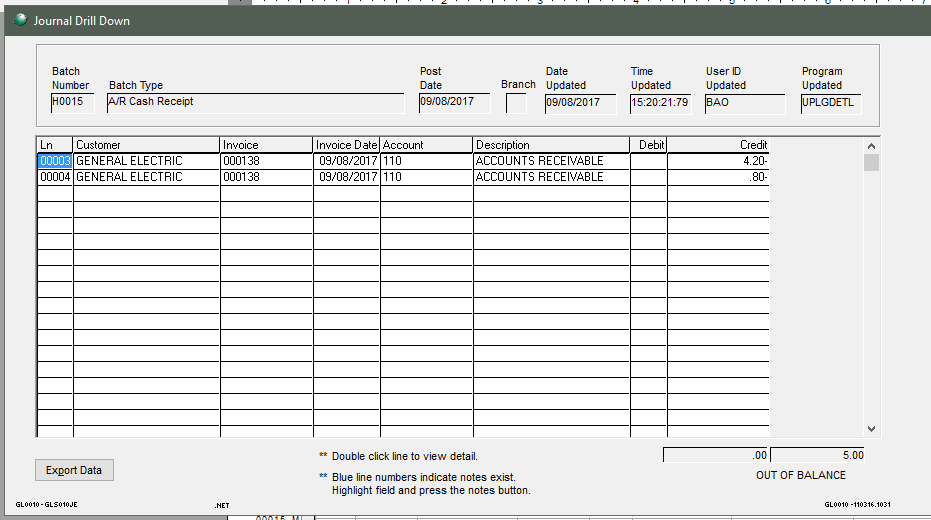 Journal Drill Down
Batch Number
Batch Type
Post Date
Branch
Date Updated
Time Updated
User ID Updated
Program Updated
H0015 A/R Cash Receipt 09/08/2017 09/08/2017 15:20:21:79 BAO UPLGDETL
Ln Customer Invoice Invoice Date Account Description Debit Credit
00003 GENERAL ELECTRIC 000138 09/08/2017 110 ACCOUNTS RECEIVABLE 4.20-
00004 GENERAL ELECTRIC 000138 09/08/2017 110 ACCOUNTS RECEIVABLE .80-
** Double click line to view detail. .00 5.00
Export Data
** Blue line numbers indicate notes exist. OUT OF BALANCE
Highlight field and press the notes button.
GL0010 - GLS010JE .NET GL0010 -110316.1031